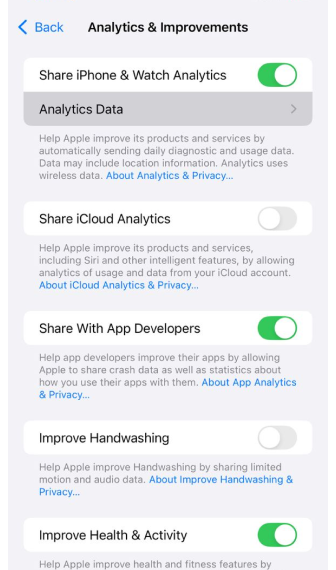 Back
Analytics & Improvements
Share iPhone & Watch Analytics
Analytics Data
Help Apple improve its products and services by
automatically sending daily diagnostic and usage data.
Data may include location information. Analytics uses
wireless data. About Analytics & Privacy...
Share iCloud Analytics
Help Apple improve its products and services,
including Siri and other intelligent features, by allowing
analytics of usage and data from your iCloud account.
About iCloud Analytics & Privacy...
Share With App Developers
Help app developers improve their apps by allowing
Apple to share crash data as well as statistics about
how you use their apps with them. About App Analytics
& Privacy...
Improve Handwashing
Help Apple improve Handwashing by sharing limited
motion and audio data. About Improve Handwashing &
Privacy...
Improve Health & Activity
Help Apple improve health and fitness features by